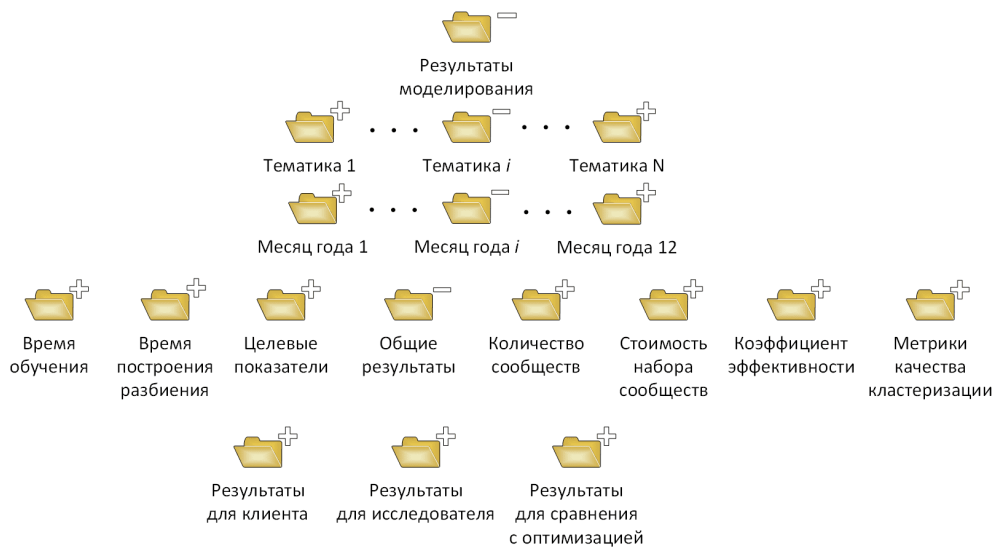 Результаты
моделирования
Тематика 1
Тематика i
Тематика N
Месяц года 1
Месяц года i
Месяц года 12
Время
обучения
Время
построения
разбиения
Целевые
показатели
Общие
результаты
Количество
сообществ
Стоимость
набора
сообществ
Коэффициент
эффективности
Метрики
качества
кластеризации
Результаты
для клиента
Результаты
для исследователя
Результаты
для сравнения
с оптимизацией